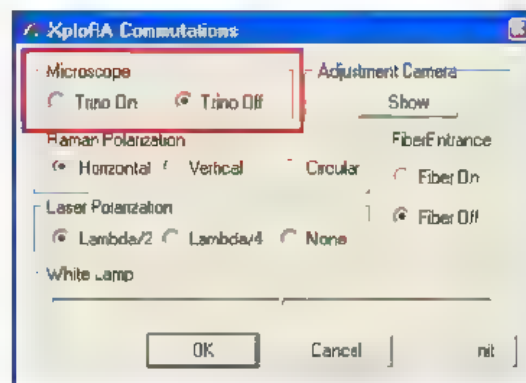 XplorA Commutations
Microscope
Trino On Trino Off
Adjustment Camera
Show
Raman Polarization
Horizontal Vertical Circular
FiberEntrance
Fiber On
Fiber Off
Laser Polarization
Lambda/2 Lambda/4 None
White Lamp
OK Cancel